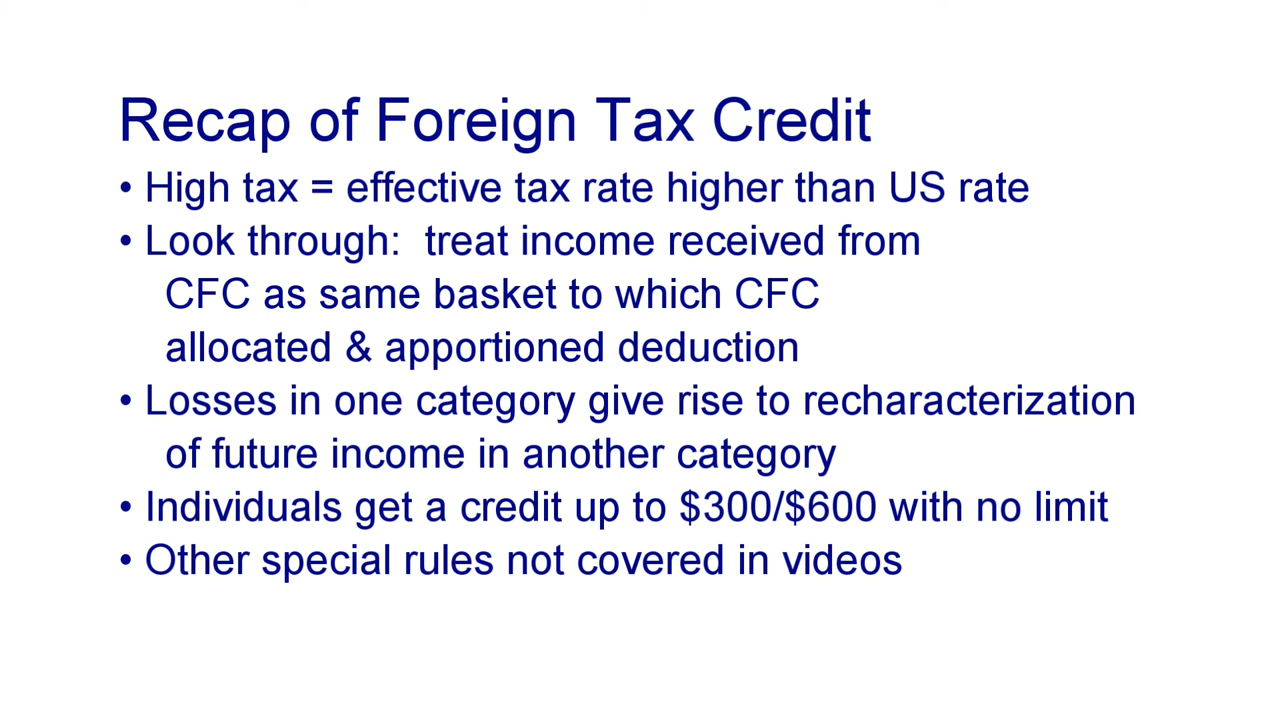 Recap of Foreign Tax Credit
• High tax = effective tax rate higher than US rate
• Look through:  treat income received from
CFC as same basket to which CFC
allocated & apportioned deduction
• Losses in one category give rise to recharacterization
of future income in another category
• Individuals get a credit up to $300/$600 with no limit
• Other special rules not covered in videos